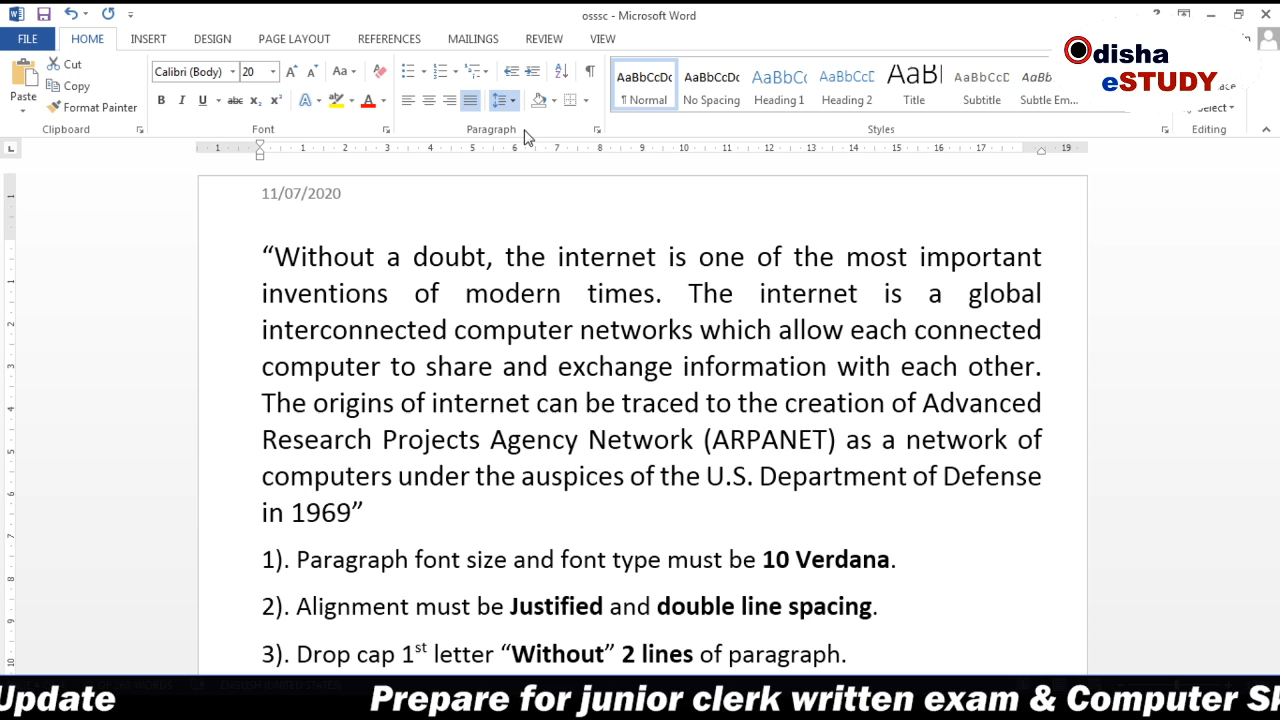 osssc - Microsoft Word
?
FILE HOME INSERT DESIGN PAGE LAYOUT REFERENCES MAILINGS REVIEW VIEW
Odisha
eSTUDY
Paste
Cut
Copy
Format Painter
Calibri (Body) 20
AaBbCcDc AaBbCcDc AaBbCc AaBbCcD AaBl AaBbCcD
¶ Normal No Spacing Heading 1 Heading 2 Title Subtitle Subtle Em...
Select
Clipboard Font Paragraph Styles Editing
11/07/2020
“Without a doubt, the internet is one of the most important
inventions of modern times. The internet is a global
interconnected computer networks which allow each connected
computer to share and exchange information with each other.
The origins of internet can be traced to the creation of Advanced
Research Projects Agency Network (ARPANET) as a network of
computers under the auspices of the U.S. Department of Defense
in 1969”
1). Paragraph font size and font type must be 10 Verdana.
2). Alignment must be Justified and double line spacing.
3). Drop cap 1st letter “Without” 2 lines of paragraph.
Update Prepare for junior clerk written exam & Computer